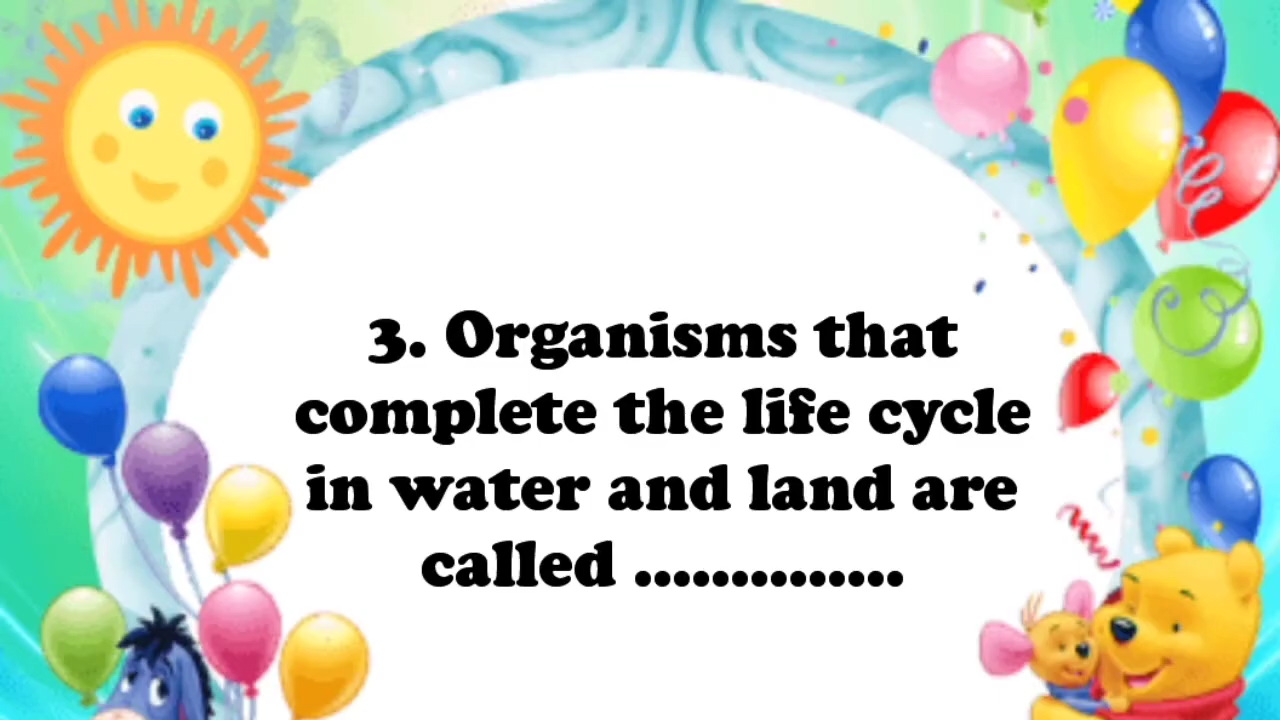 3. Organisms that
complete the life cycle
in water and land are
called ..............